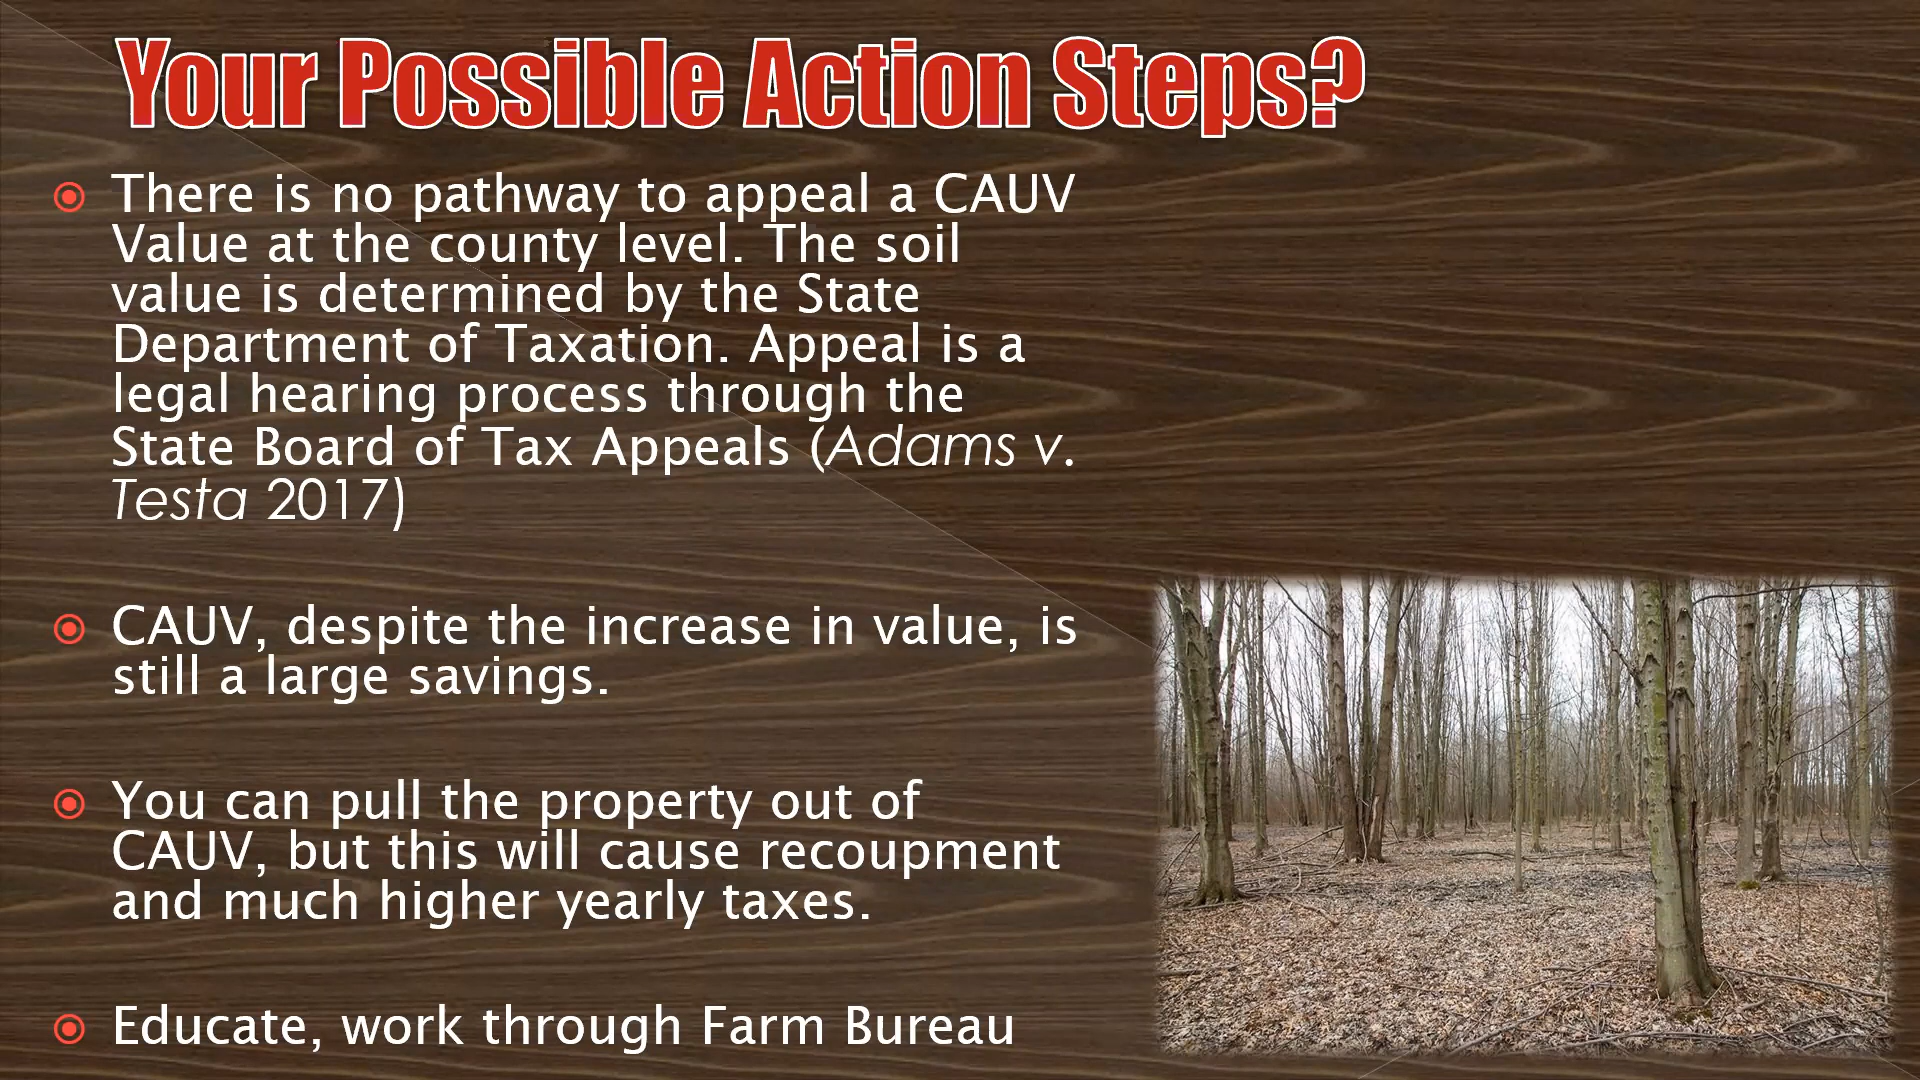 Your Possible Action Steps?
There is no pathway to appeal a CAUV
Value at the county level. The soil
value is determined by the State
Department of Taxation. Appeal is a
legal hearing process through the
State Board of Tax Appeals (Adams v.
Testa 2017)
CAUV, despite the increase in value, is
still a large savings.
You can pull the property out of
CAUV, but this will cause recoupment
and much higher yearly taxes.
Educate, work through Farm Bureau